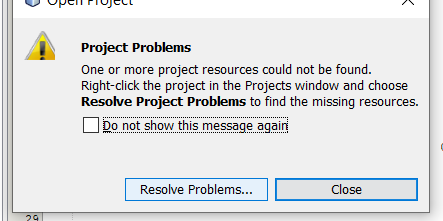 Open Project
Project Problems
One or more project resources could not be found.
Right-click the project in the Projects window and choose
Resolve Project Problems to find the missing resources.
Do not show this message again
Resolve Problems... Close
29